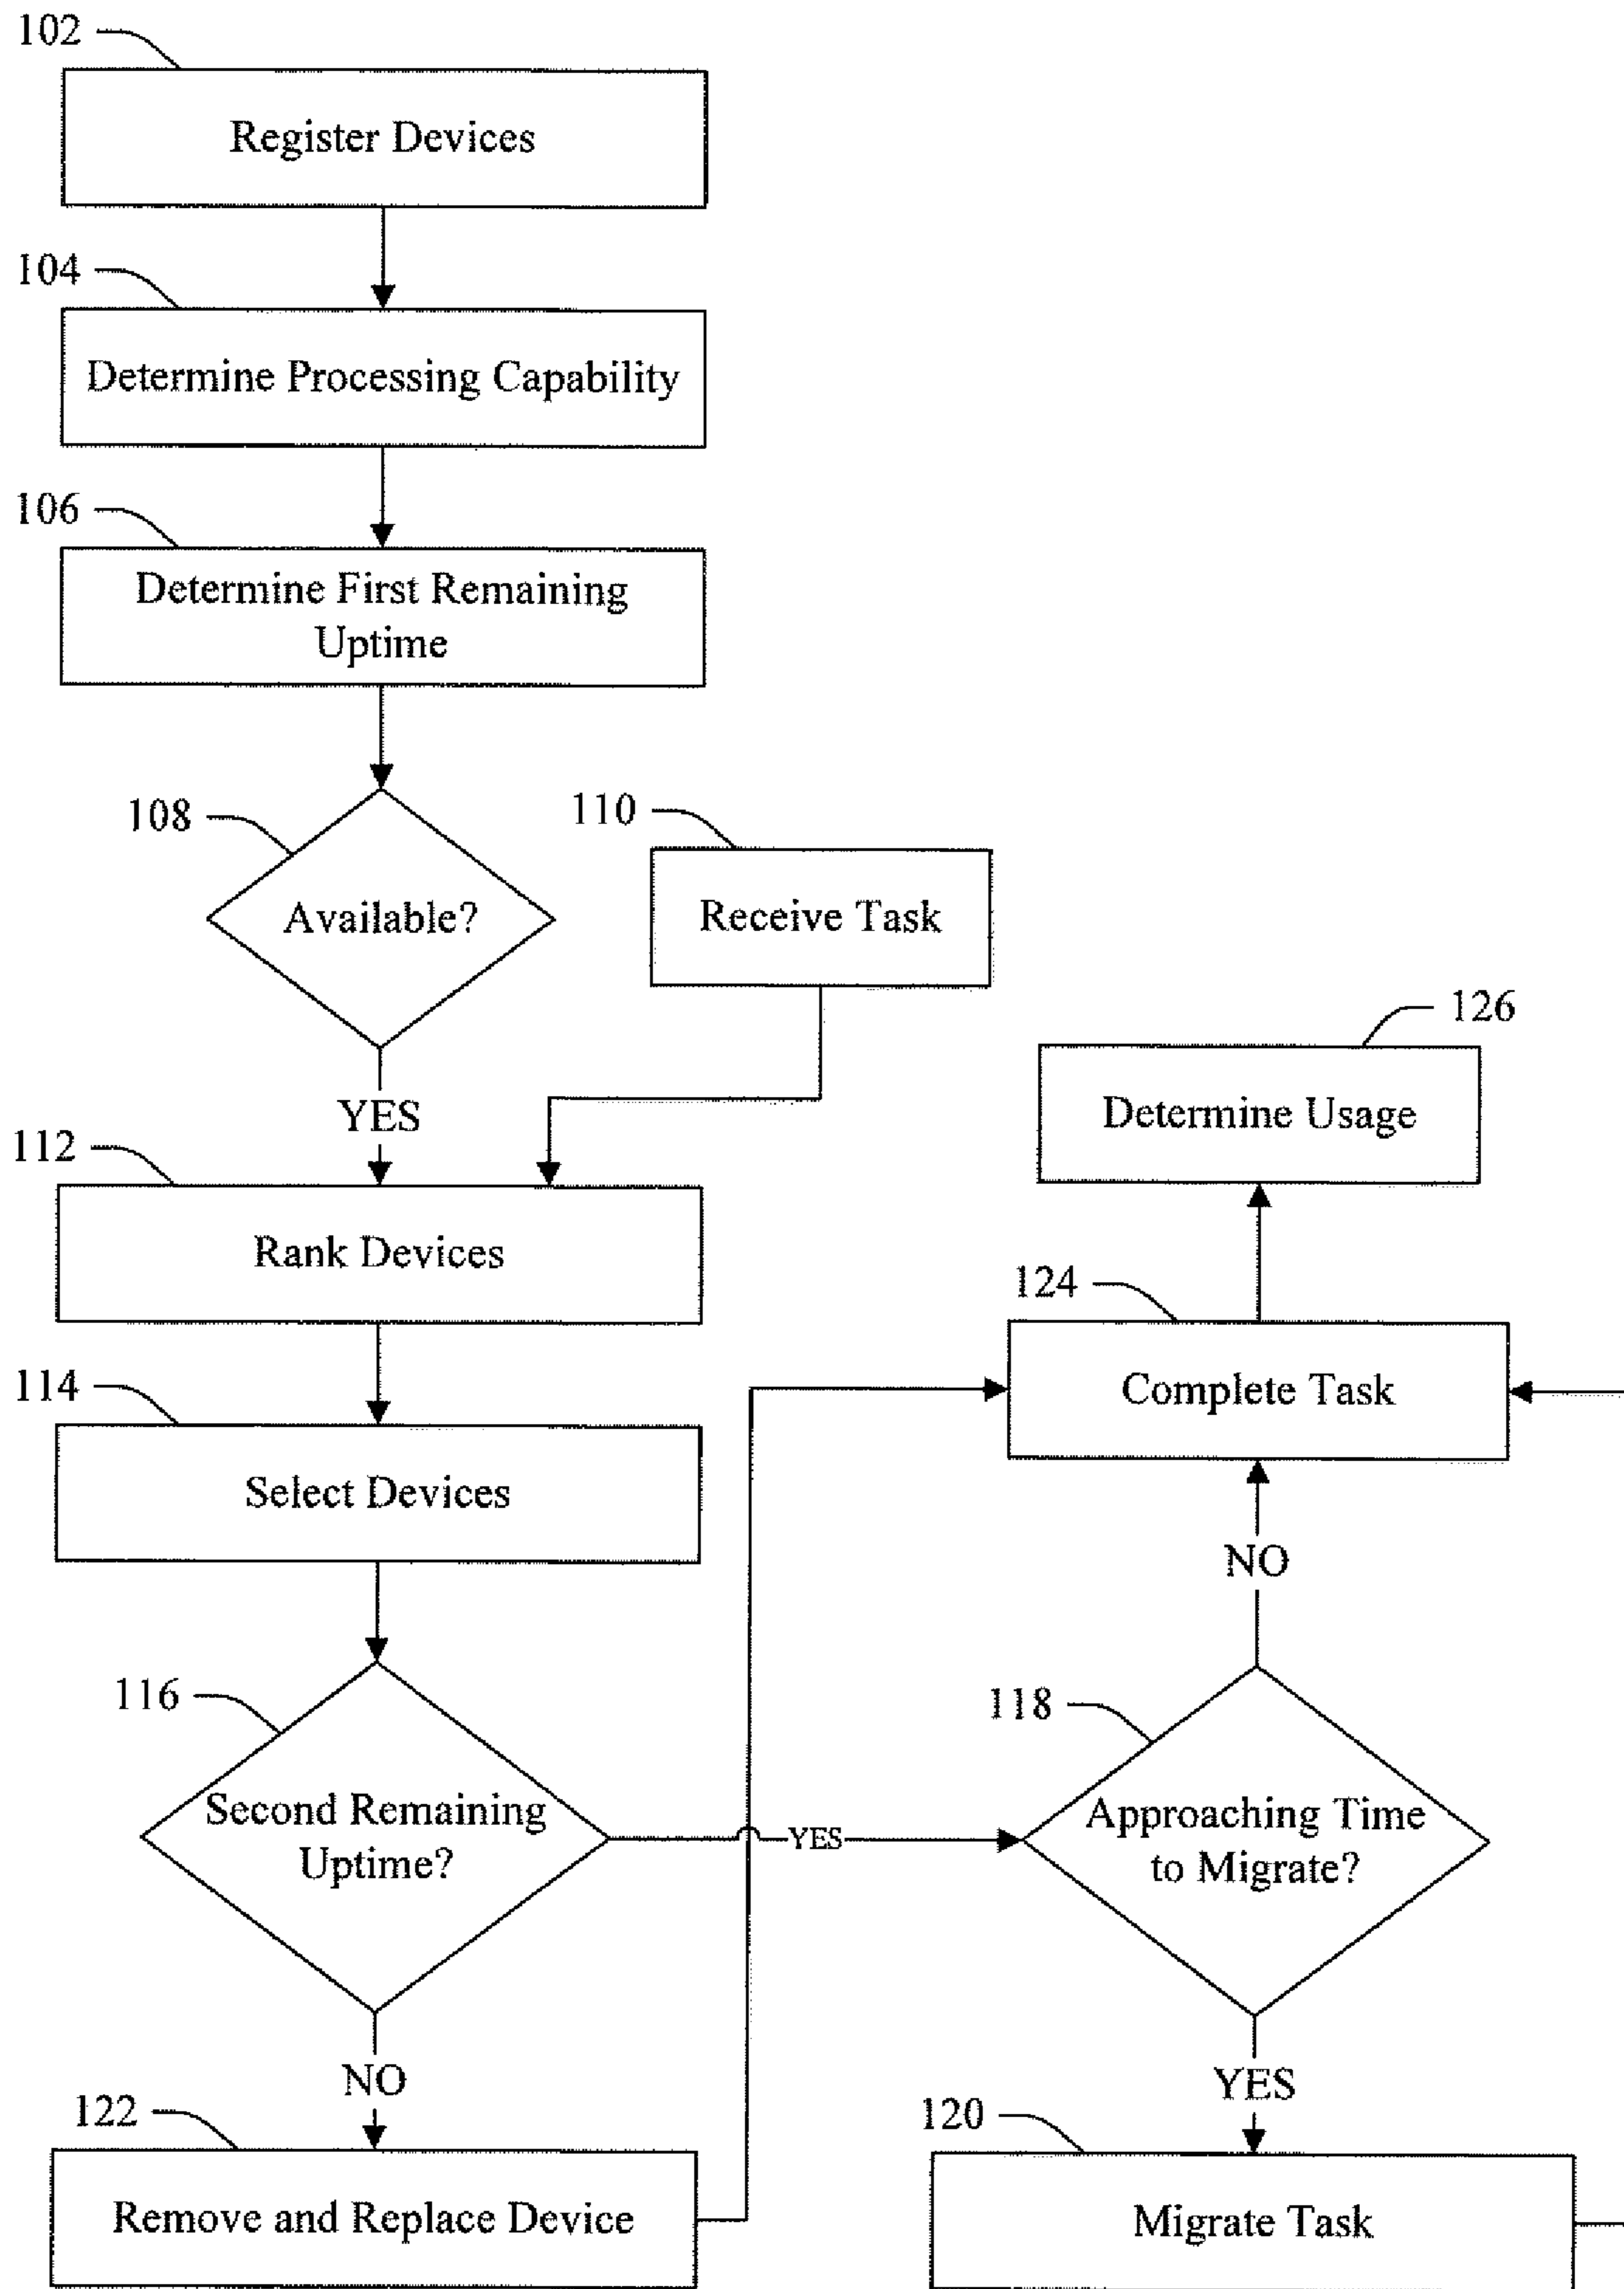 102
Register Devices
104
Determine Processing Capability
106
Determine First Remaining
Uptime
108
Available?
YES
110
Receive Task
112
Rank Devices
114
Select Devices
116
Second Remaining
Uptime?
YES
NO
122
Remove and Replace Device
126
Determine Usage
124
Complete Task
NO
118
Approaching Time
to Migrate?
YES
120
Migrate Task